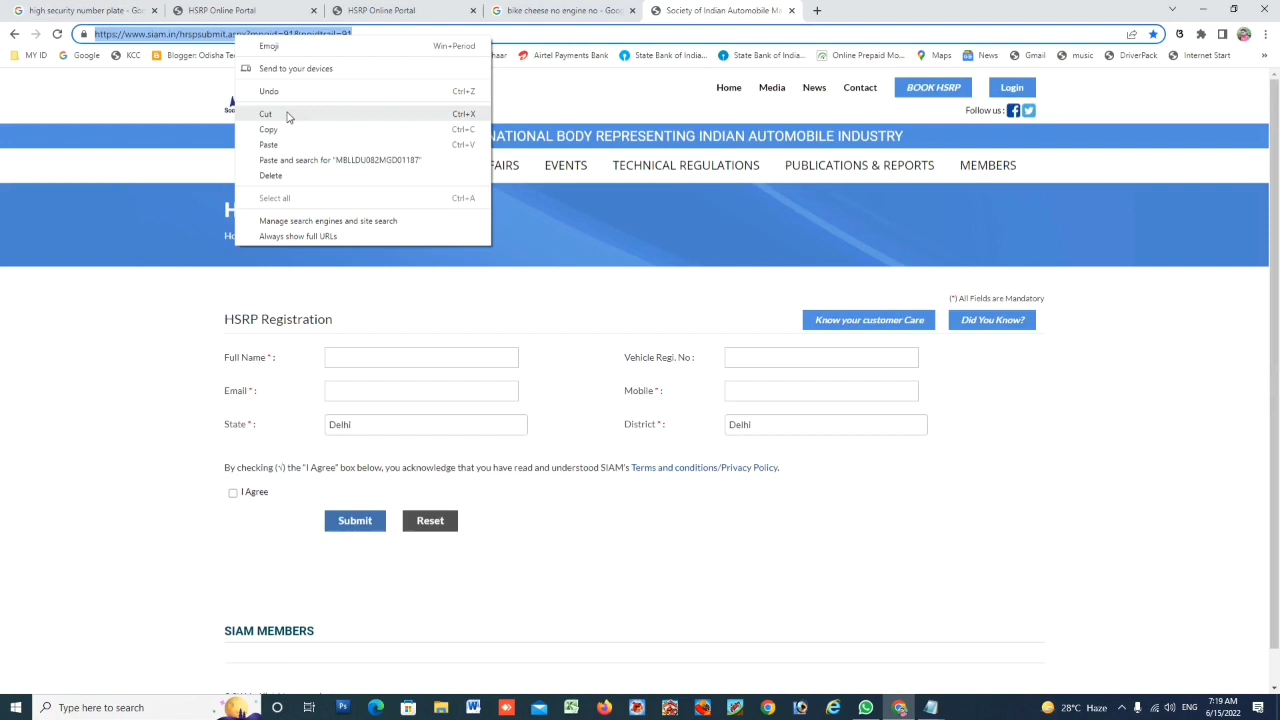 high security number plate - Goo
HSRP ONLINE PORTAL
HSRP ONLINE PORTAL
bike cheese no engine no - Goo
Society of Indian Automobile Ma
https://www.siam.in/hrspsubmit.aspx?mpgid=91&pgidtrail=91
MY ID
Google
KCC
Blogger: Odisha Te
haar
Airtel Payments Bank
State Bank of India...
State Bank of India...
Online Prepaid Mo...
Maps
News
Gmail
music
DriverPack
Internet Start
»
Emoji Win+Period
Send to your devices
Undo Ctrl+Z
Cut Ctrl+X
Copy Ctrl+C
Paste Ctrl+V
Paste and search for "MBLLDU082MGD01187"
Delete
Select all Ctrl+A
Manage search engines and site search
Always show full URLs
Home Media News Contact BOOK HSRP Login
Follow us :
NATIONAL BODY REPRESENTING INDIAN AUTOMOBILE INDUSTRY
FAIRS EVENTS TECHNICAL REGULATIONS PUBLICATIONS & REPORTS MEMBERS
H
Ho
(*) All Fields are Mandatory
HSRP Registration
Know your customer Care
Did You Know?
Full Name * :
Vehicle Regi. No :
Email * :
Mobile * :
State * : Delhi
District * : Delhi
By checking (√) the "I Agree" box below, you acknowledge that you have read and understood SIAM's Terms and conditions/Privacy Policy.
I Agree
Submit Reset
SIAM MEMBERS
Type here to search
28°C Haze
7:19 AM
6/15/2022